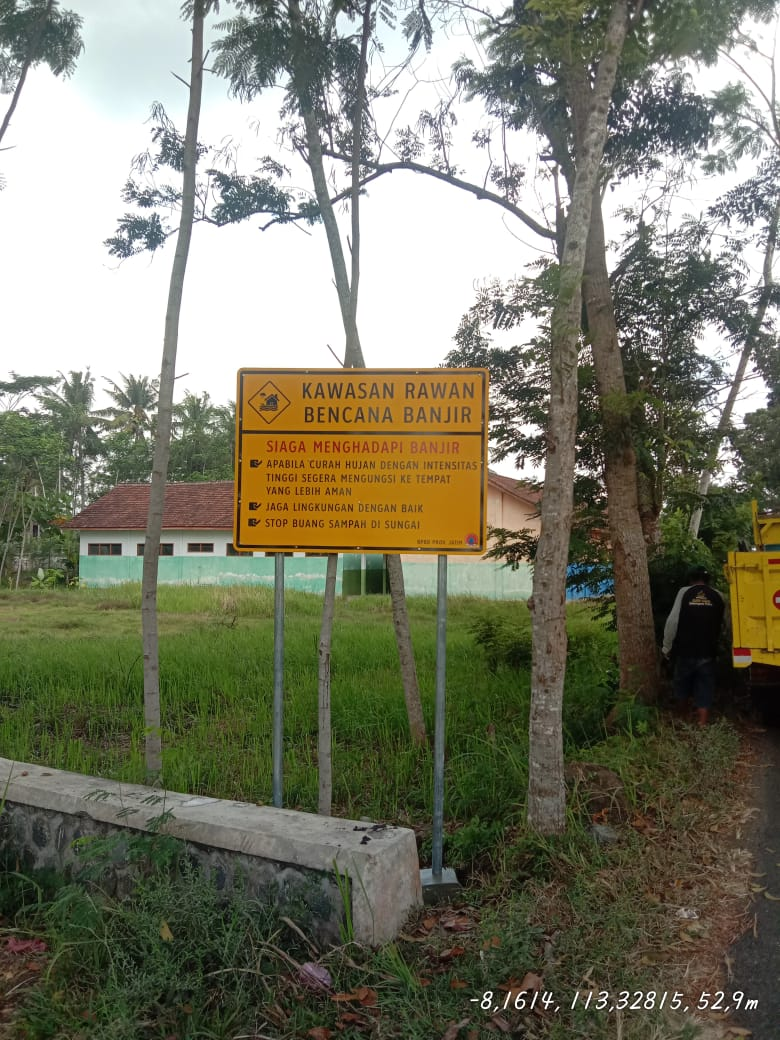 KAWASAN RAWAN
BENCANA BANJIR
SIAGA MENGHADAPI BANJIR
APABILA CURAH HUJAN DENGAN INTENSITAS
TINGGI SEGERA MENGUNGSI KE TEMPAT
YANG LEBIH AMAN
JAGA LINGKUNGAN DENGAN BAIK
STOP BUANG SAMPAH DI SUNGAI
BPBD PROV. JATIM
-8,1614, 113,32815, 52,9m